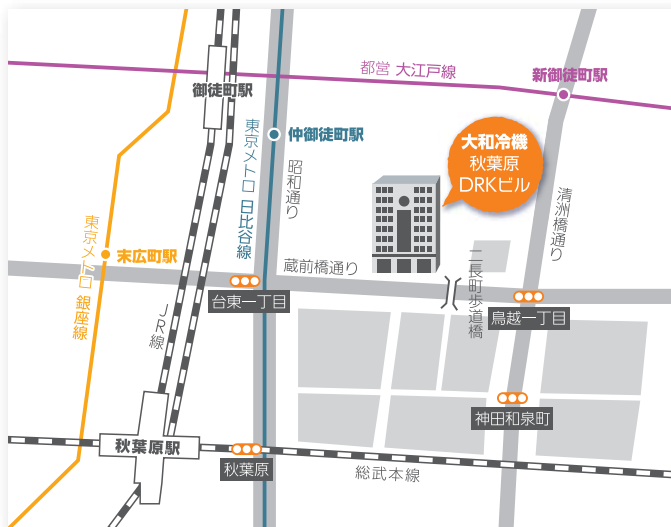 都営 大江戸線
新御徒町駅
御徒町駅
東京メトロ 日比谷線
仲御徒町駅
昭和通り
大和冷機
秋葉原
DRKビル
清洲橋通り
東京メトロ 銀座線
末広町駅
蔵前橋通り
二長町歩道橋
台東一丁目
鳥越一丁目
JR線
神田和泉町
秋葉原駅
秋葉原
総武本線